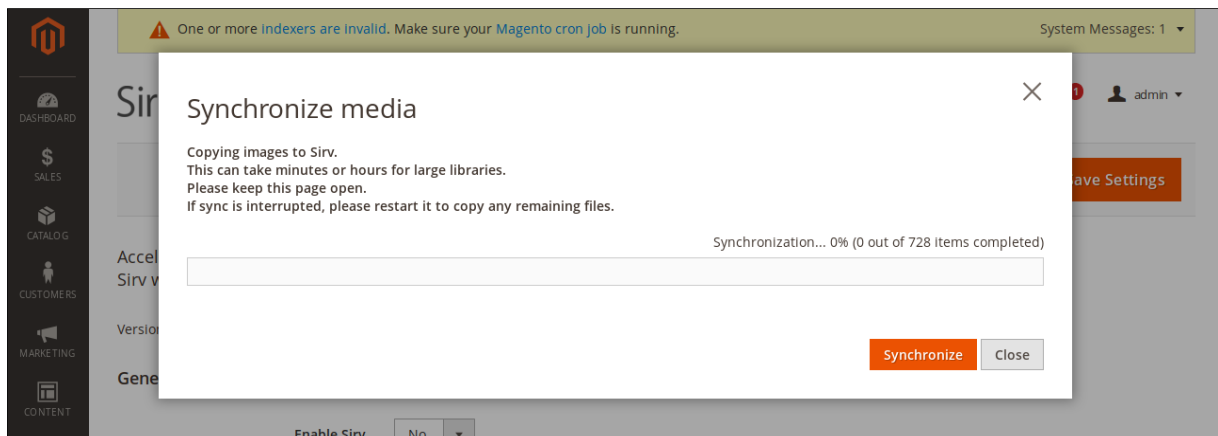 One or more indexers are invalid. Make sure your Magento cron job is running.
System Messages: 1
DASHBOARD
$
SALES
CATALOG
CUSTOMERS
MARKETING
CONTENT
Sir
1
admin
Synchronize media
Copying images to Sirv.
This can take minutes or hours for large libraries.
Please keep this page open.
If sync is interrupted, please restart it to copy any remaining files.
Synchronization... 0% (0 out of 728 items completed)
Synchronize
Close
ave Settings
Accel
Sirv
Version
Gene
Enable Sirv
No